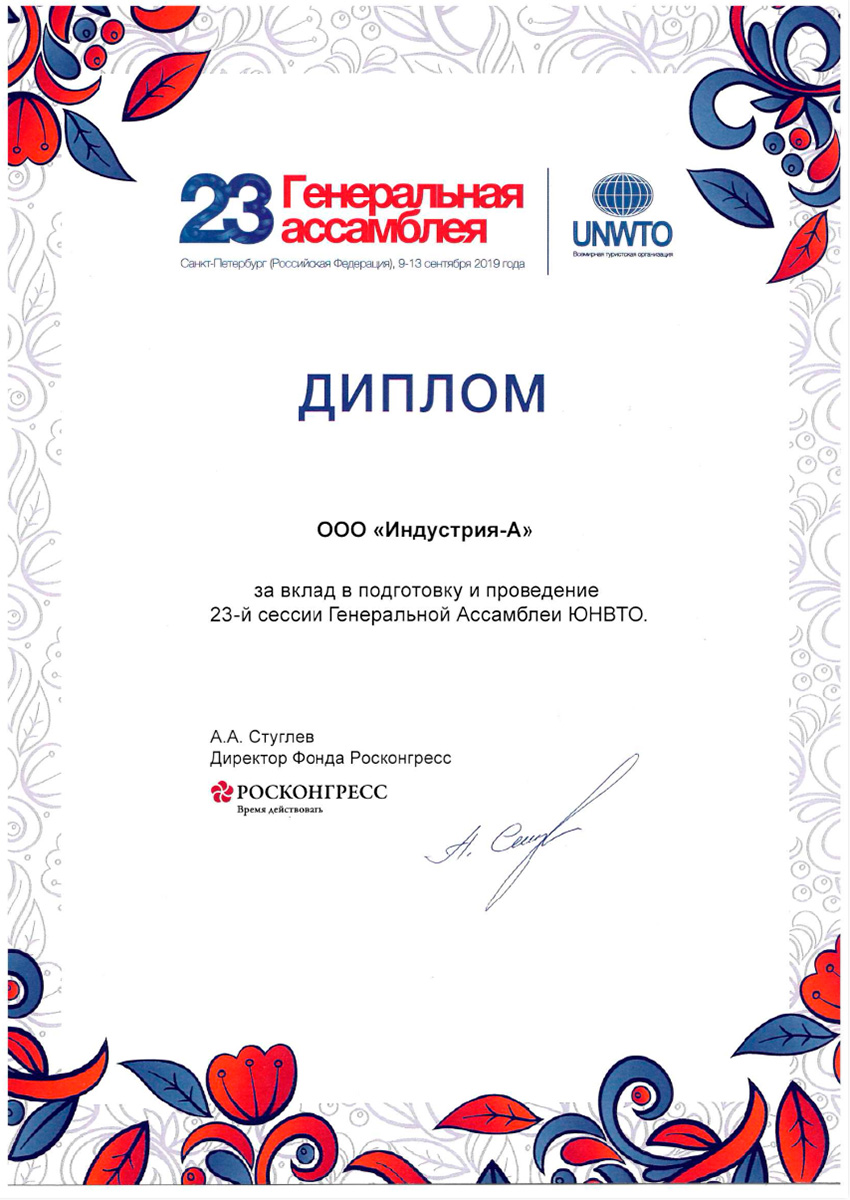 23 Генеральная
ассамблея
Санкт-Петербург (Российская Федерация), 9-13 сентября 2019 года
UNWTO
Всемирная туристская организация
ДИПЛОМ
ООО «Индустрия-А»
за вклад в подготовку и проведение
23-й сессии Генеральной Ассамблеи ЮНВТО.
А.А. Стуглев
Директор Фонда Росконгресс
РОСКОНГРЕСС
Время действовать